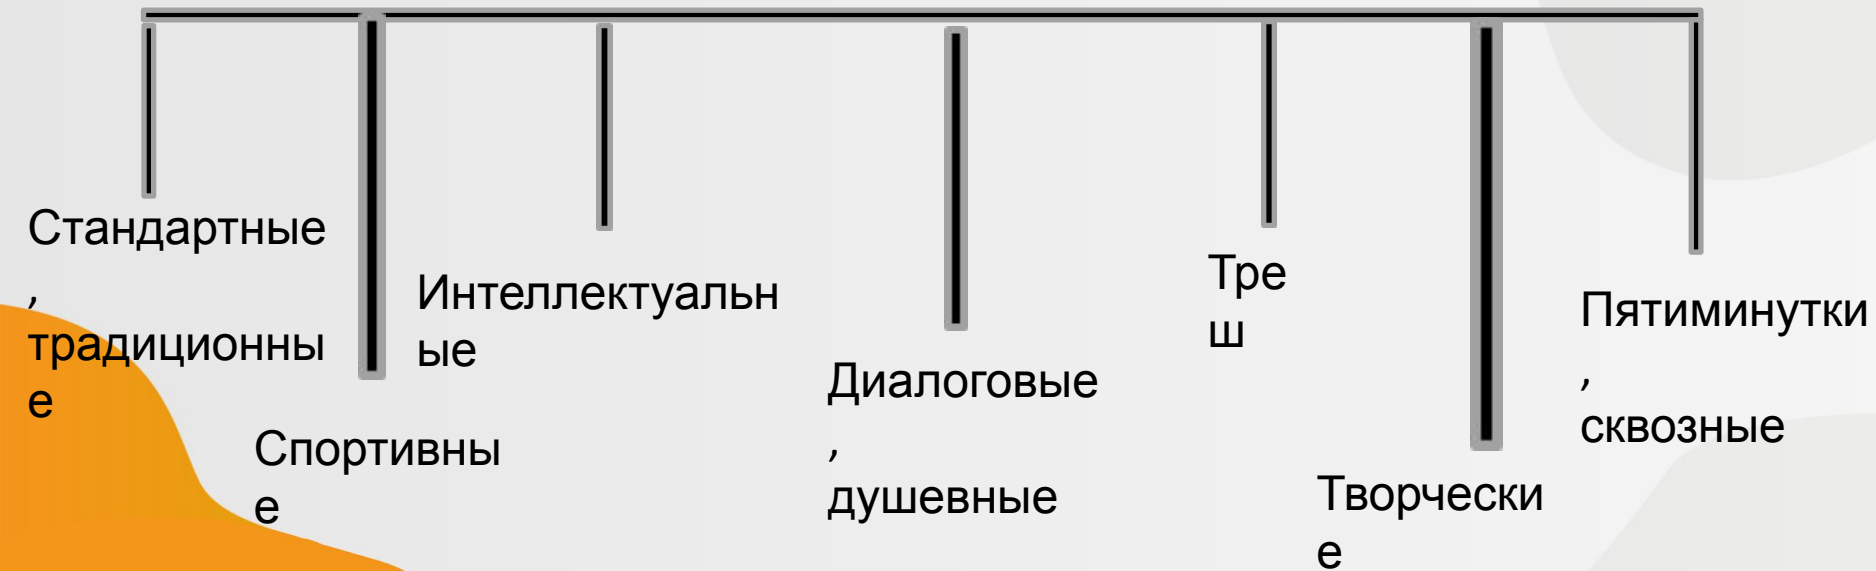 Стандартные
,
традиционны
е
Спортивны
е
Интеллектуальн
ые
Диалоговые
,
душевные
Тре
ш
Творчески
е
Пятиминутки
,
сквозные